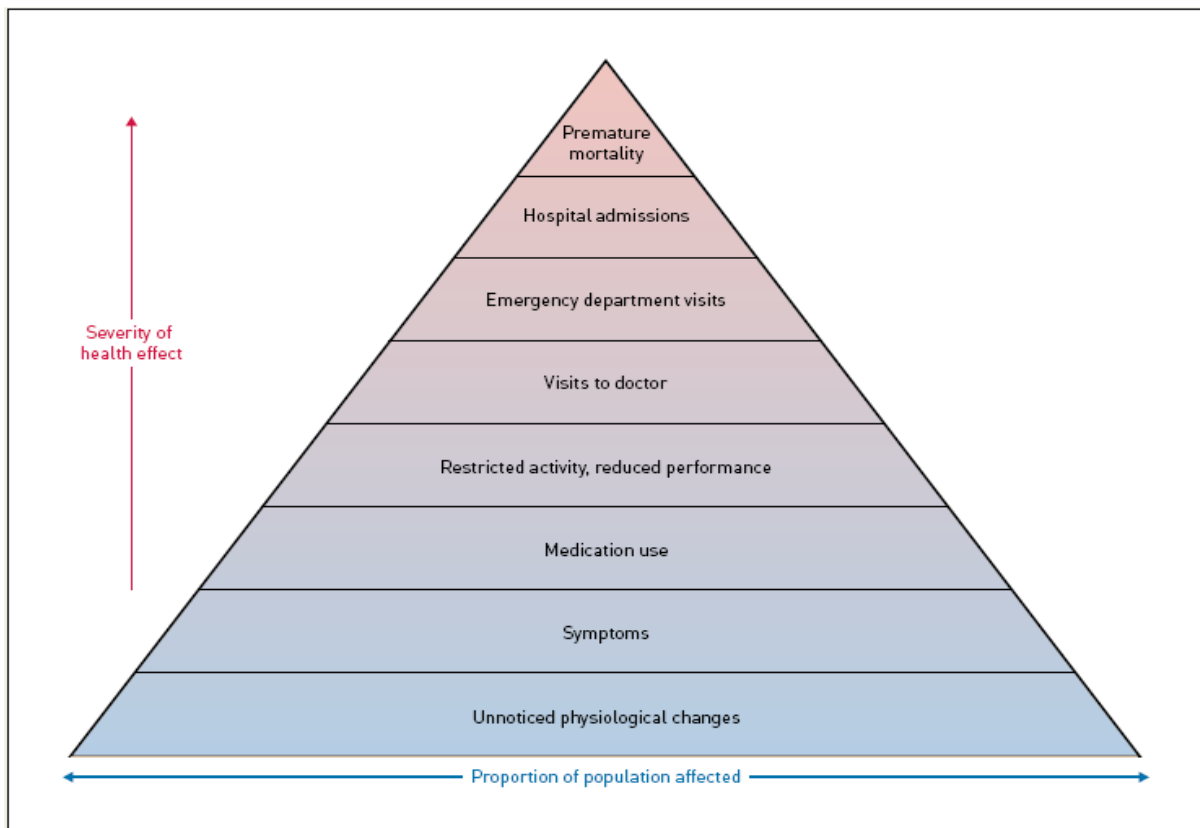 Premature
mortality
Hospital admissions
Emergency department visits
Severity of
health effect
Visits to doctor
Restricted activity, reduced performance
Medication use
Symptoms
Unnoticed physiological changes
Proportion of population affected